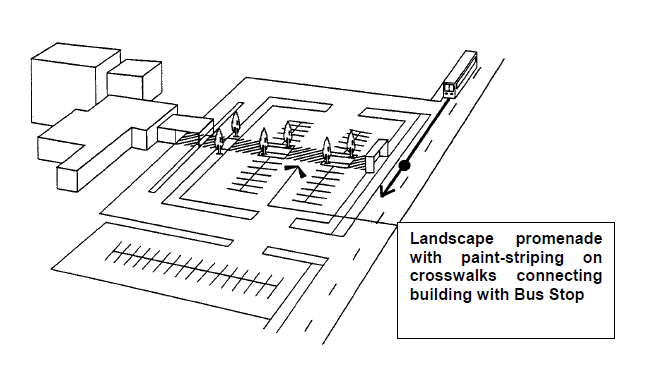 Landscape promenade
with paint-striping on
crosswalks connecting
building with Bus Stop